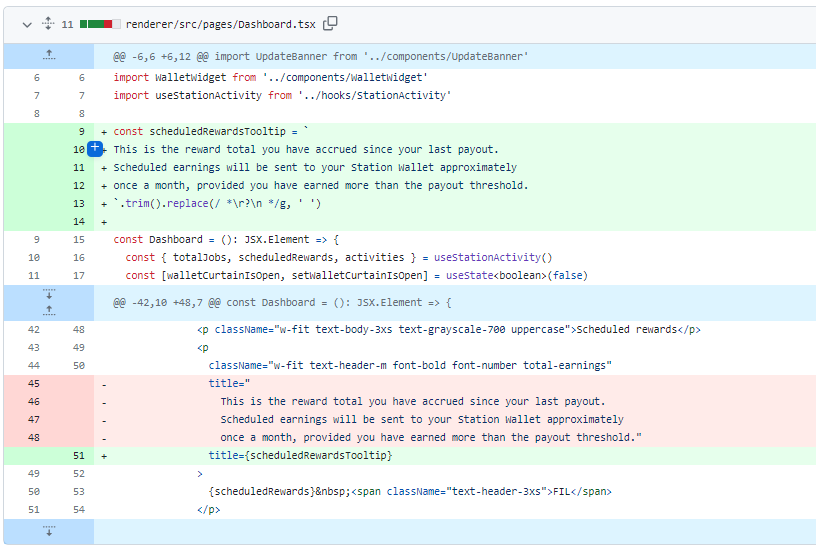 11 renderer/src/pages/Dashboard.tsx
@@ -6,6 +6,12 @@ import UpdateBanner from '../components/UpdateBanner'
6 6 import WalletWidget from '../components/WalletWidget'
7 7 import useStationActivity from '../hooks/StationActivity'
8 8
9 + const scheduledRewardsTooltip = `
10 + This is the reward total you have accrued since your last payout.
11 + Scheduled earnings will be sent to your Station Wallet approximately
12 + once a month, provided you have earned more than the payout threshold.
13 + `.trim().replace(/ *\r?\n */g, ' ')
14 +
9 15 const Dashboard = (): JSX.Element => {
10 16 const { totalJobs, scheduledRewards, activities } = useStationActivity()
11 17 const [walletCurtainIsOpen, setWalletCurtainIsOpen] = useState<boolean>(false)
@@ -42,10 +48,7 @@ const Dashboard = (): JSX.Element => {
42 48 <p className="w-fit text-body-3xs text-grayscale-700 uppercase">Scheduled rewards</p>
43 49 <p
44 50 className="w-fit text-header-m font-bold font-number total-earnings"
45 - title="
46 - This is the reward total you have accrued since your last payout.
47 - Scheduled earnings will be sent to your Station Wallet approximately
48 - once a month, provided you have earned more than the payout threshold."
51 + title={scheduledRewardsTooltip}
49 52 >
50 53 {scheduledRewards}&nbsp;<span className="text-header-3xs">FIL</span>
51 54 </p>